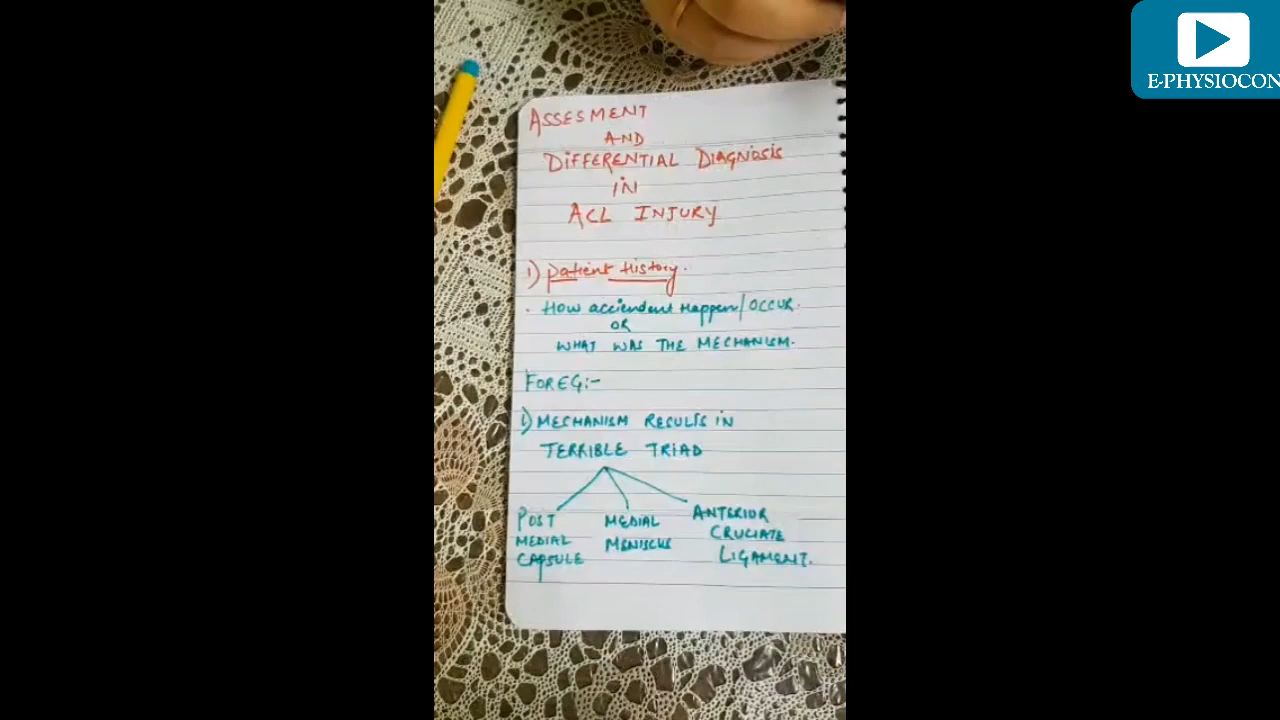 E-PHYSIOCON
ASSESMENT
AND
DIFFERENTIAL DIAGNOSIS
IN
ACL INJURY
1) patient History.
· How acciendent Happen/OCCUR.
OR
WHAT WAS THE MECHANISM.
FOREG:-
1) MECHANISM RESULTS IN
TERRIBLE TRIAD
POST MEDIAL CAPSULE
MEDIAL MENISCUS
ANTERIOR CRUCIATE LIGAMENT.